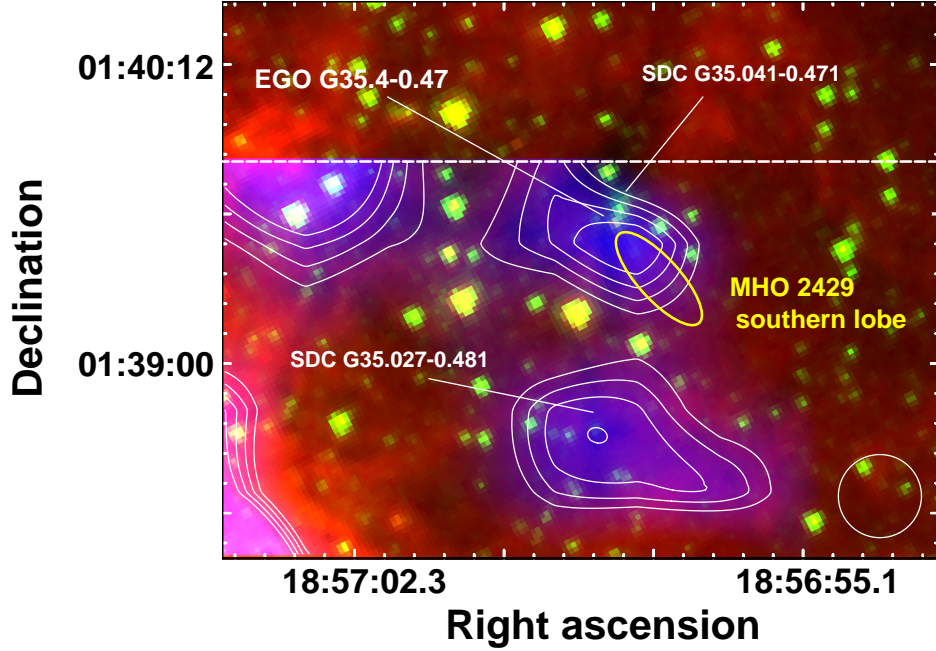 01:40:12
EGO G35.4-0.47
SDC G35.041-0.471
Declination
MHO 2429
southern lobe
01:39:00
SDC G35.027-0.481
18:57:02.3
18:56:55.1
Right ascension